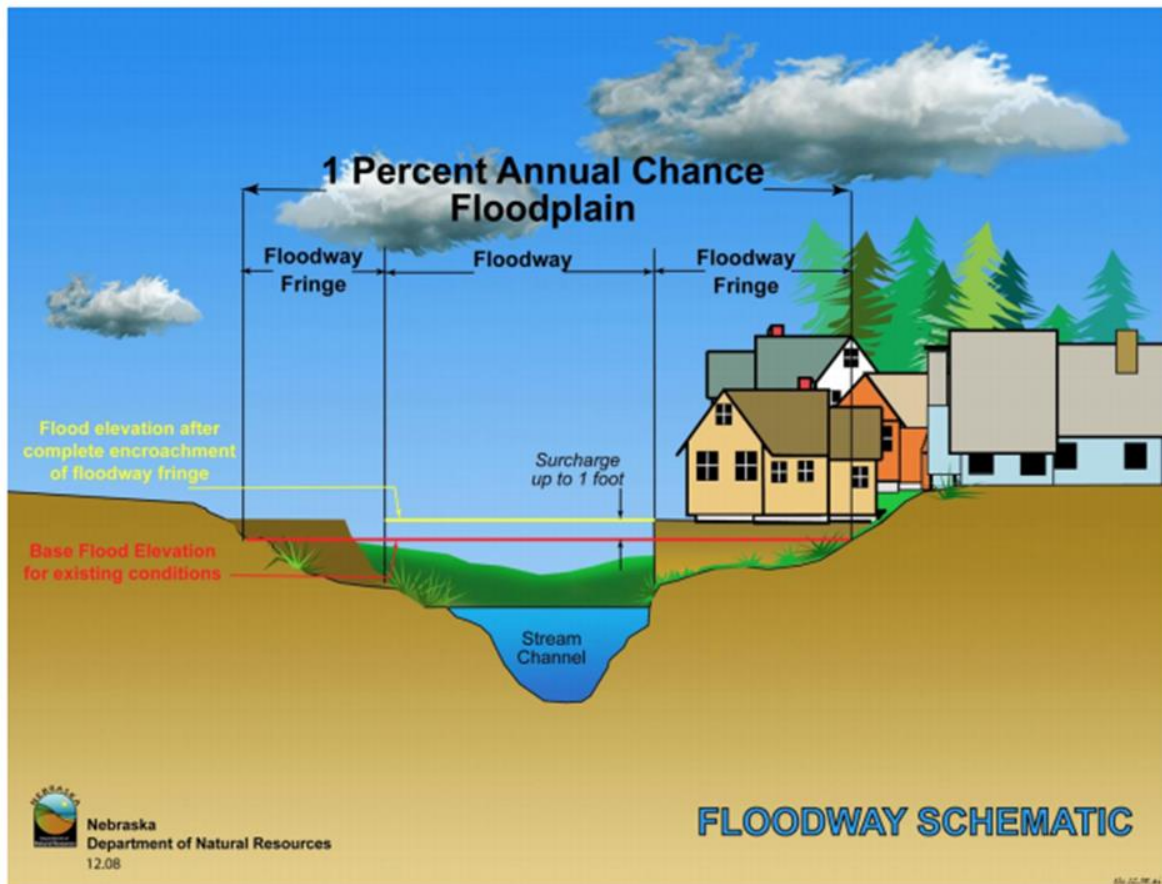 1 Percent Annual Chance
Floodplain
Floodway
Fringe
Floodway
Floodway
Fringe
Flood elevation after
complete encroachment
of floodway fringe
Surcharge
up to 1 foot
Base Flood Elevation
for existing conditions
Stream
Channel
NEBRASKA
Nebraska
Department of Natural Resources
12.08
FLOODWAY SCHEMATIC